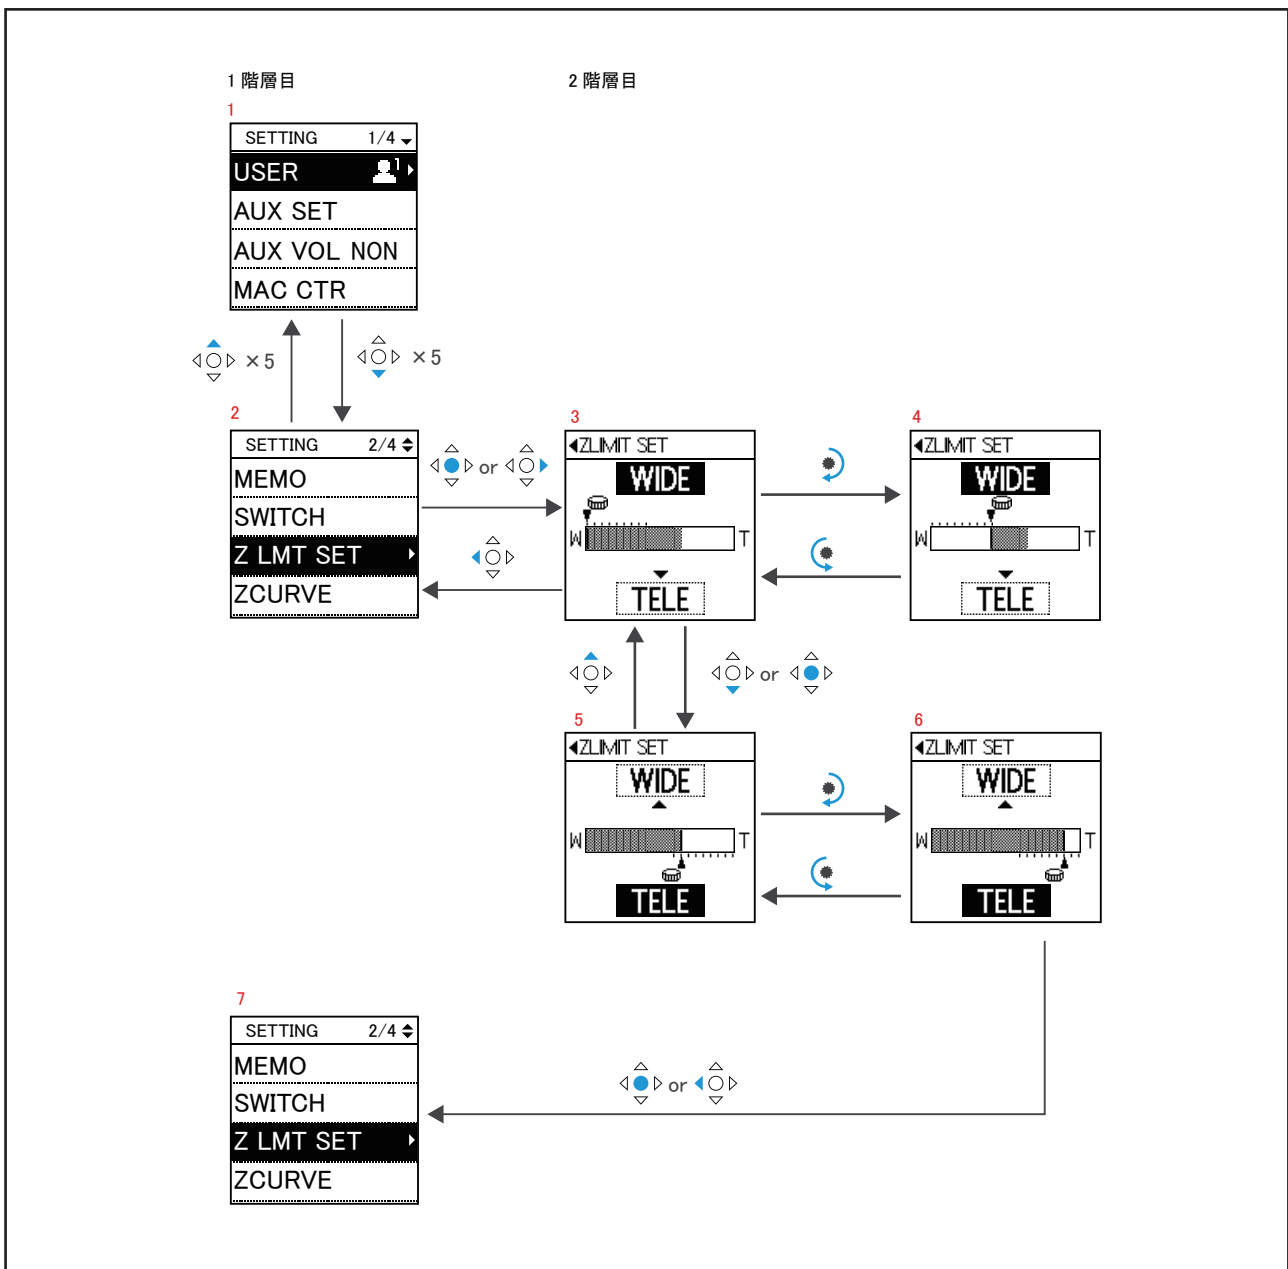 1 階層目
2 階層目
1
SETTING 1/4
USER 1
AUX SET
AUX VOL NON
MAC CTR
×5
×5
2
SETTING 2/4
MEMO
SWITCH
Z LMT SET
ZCURVE
or
3
ZLIMIT SET
WIDE
W T
TELE
4
ZLIMIT SET
WIDE
W T
TELE
or
5
ZLIMIT SET
WIDE
W T
TELE
6
ZLIMIT SET
WIDE
W T
TELE
7
SETTING 2/4
MEMO
SWITCH
Z LMT SET
ZCURVE
or